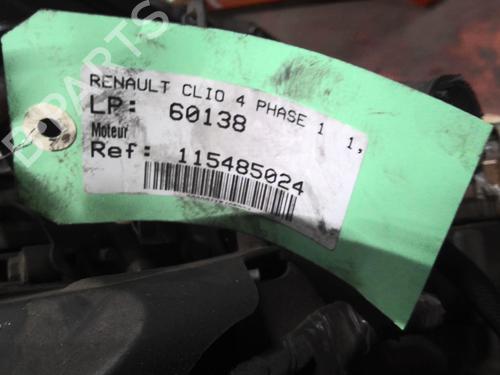 RENAULT CLIO 4 PHASE 1 1,
LP: 60138
Moteur
Ref: 115485024